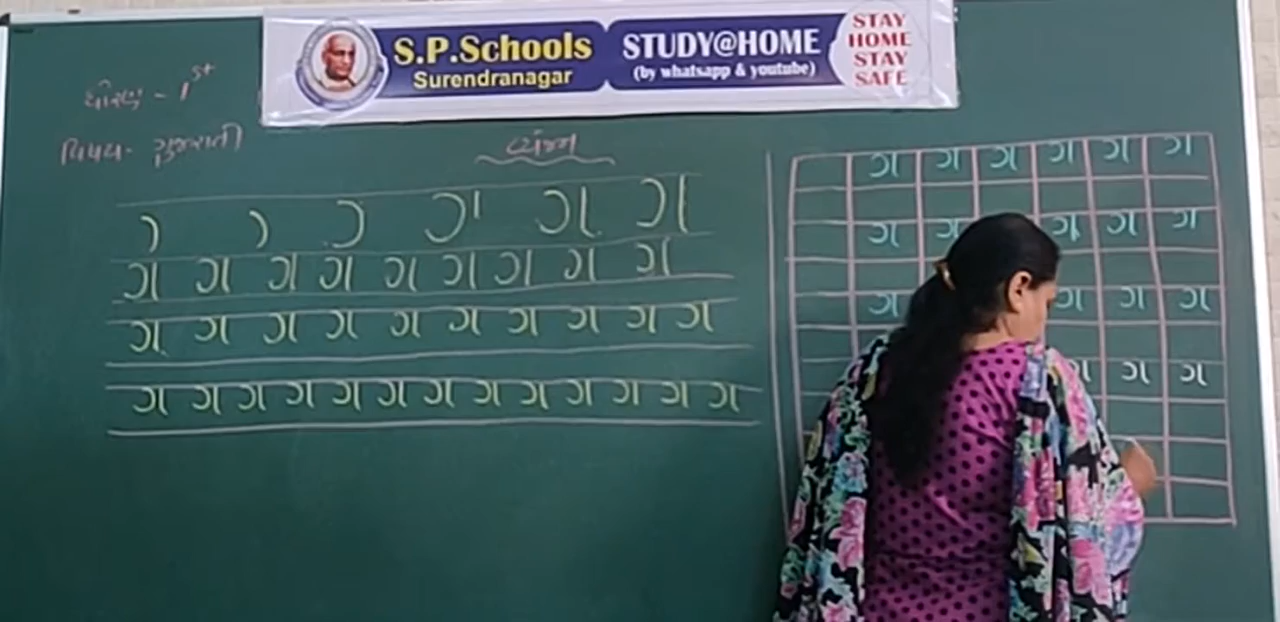 S.P.Schools
Surendranagar
STUDY@HOME
(by whatsapp & youtube)
STAY
HOME
STAY
SAFE
ધોરણ - 1st
વિષય - ગુજરાતી
વ્યંજન
ગ ગ
ગ ગ ગ ગ ગ ગ ગ ગ ગ
ગ ગ ગ ગ ગ ગ ગ ગ ગ ગ
ગ ગ ગ ગ ગ ગ ગ ગ ગ ગ ગ ગ ગ
ગ ગ ગ ગ ગ ગ
ગ ગ ગ ગ ગ
ગ ગ ગ ગ
ગ ગ